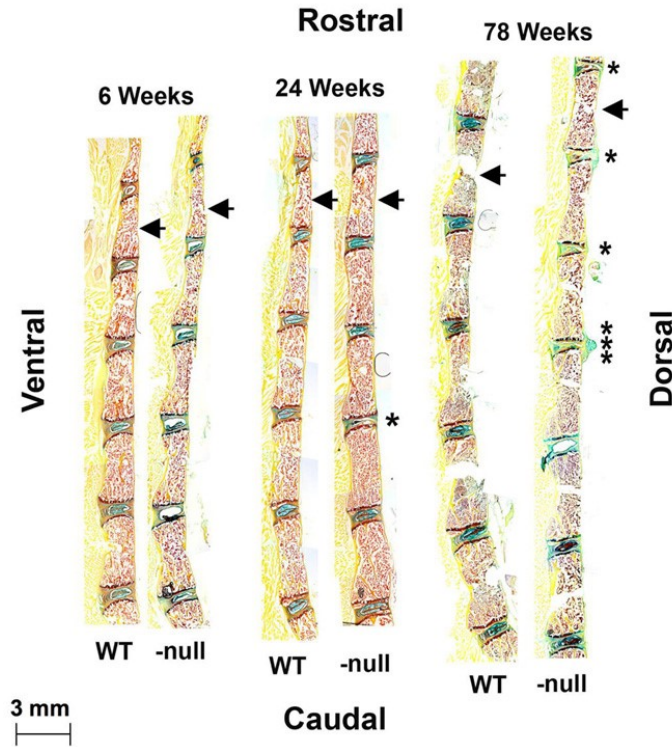 Rostral
6 Weeks
24 Weeks
78 Weeks
*
*
*
*
*
*
*
Ventral
Dorsal
WT
-null
WT
-null
WT
-null
3 mm
Caudal